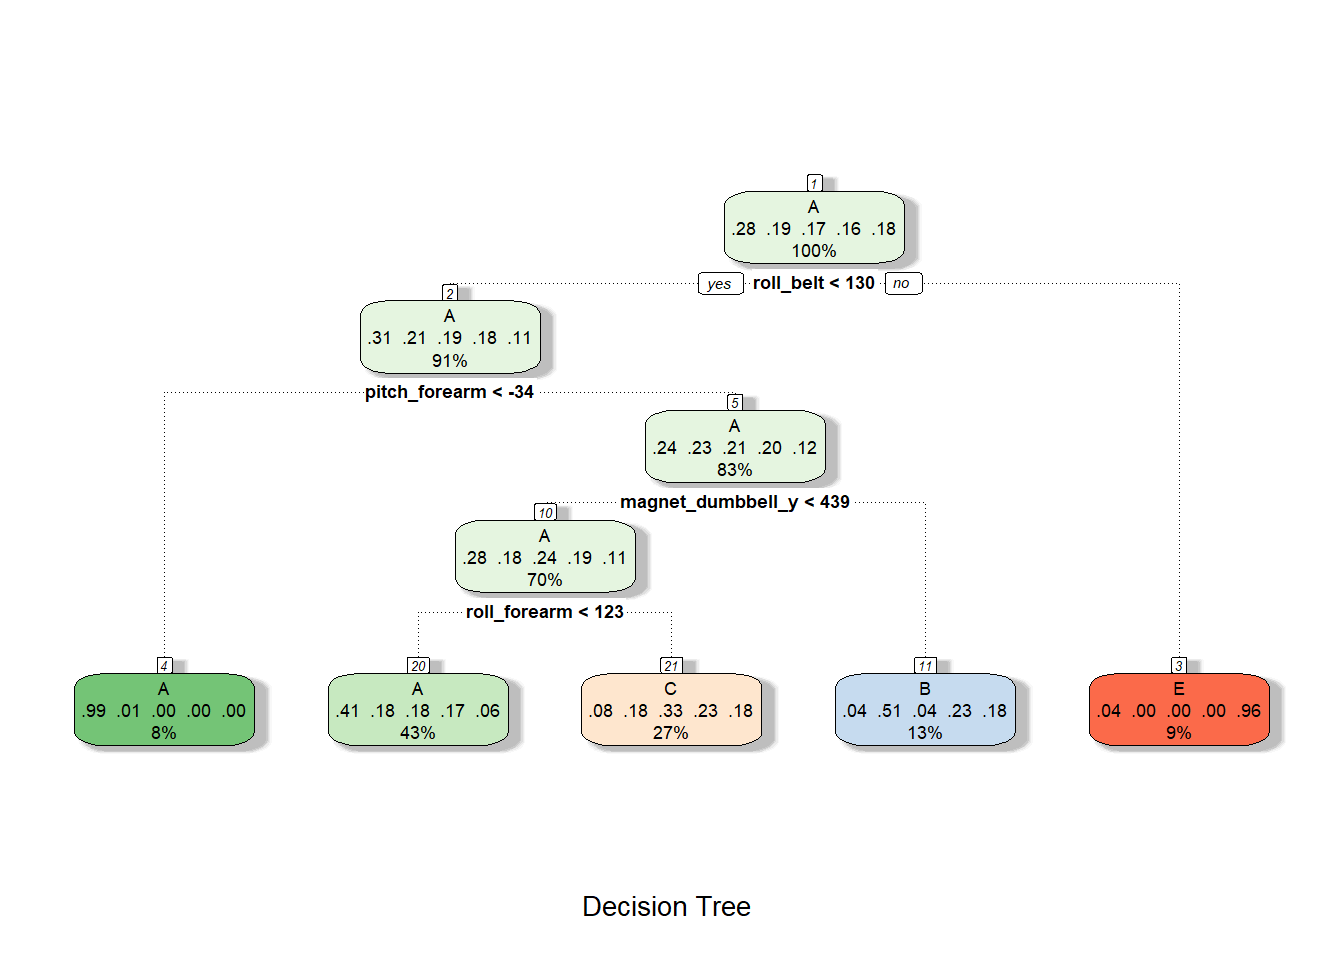 1
A
.28 .19 .17 .16 .18
100%
yes roll_belt < 130 no
2
A
.31 .21 .19 .18 .11
91%
pitch_forearm < -34
5
A
.24 .23 .21 .20 .12
83%
magnet_dumbbell_y < 439
10
A
.28 .18 .24 .19 .11
70%
roll_forearm < 123
4
A
.99 .01 .00 .00 .00
8%
20
A
.41 .18 .18 .17 .06
43%
21
C
.08 .18 .33 .23 .18
27%
11
B
.04 .51 .04 .23 .18
13%
3
E
.04 .00 .00 .00 .96
9%
Decision Tree